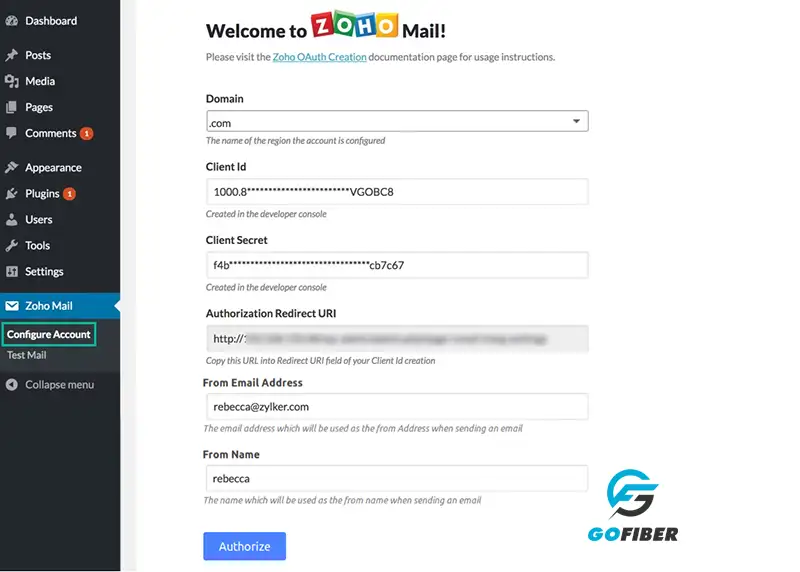 Dashboard
Posts
Media
Pages
Comments 1
Appearance
Plugins 1
Users
Tools
Settings
Zoho Mail
Configure Account
Test Mail
Collapse menu
Welcome to ZOHO Mail!
Please visit the Zoho OAuth Creation documentation page for usage instructions.
Domain
.com
The name of the region the account is configured
Client Id
1000.8************************VGOBC8
Created in the developer console
Client Secret
f4b*********************************cb7c67
Created in the developer console
Authorization Redirect URI
http://
Copy this URL into Redirect URI field of your Client Id creation
From Email Address
rebecca@zylker.com
The email address which will be used as the from Address when sending an email
From Name
rebecca
The name which will be used as the from name when sending an email
Authorize
GOFIBER